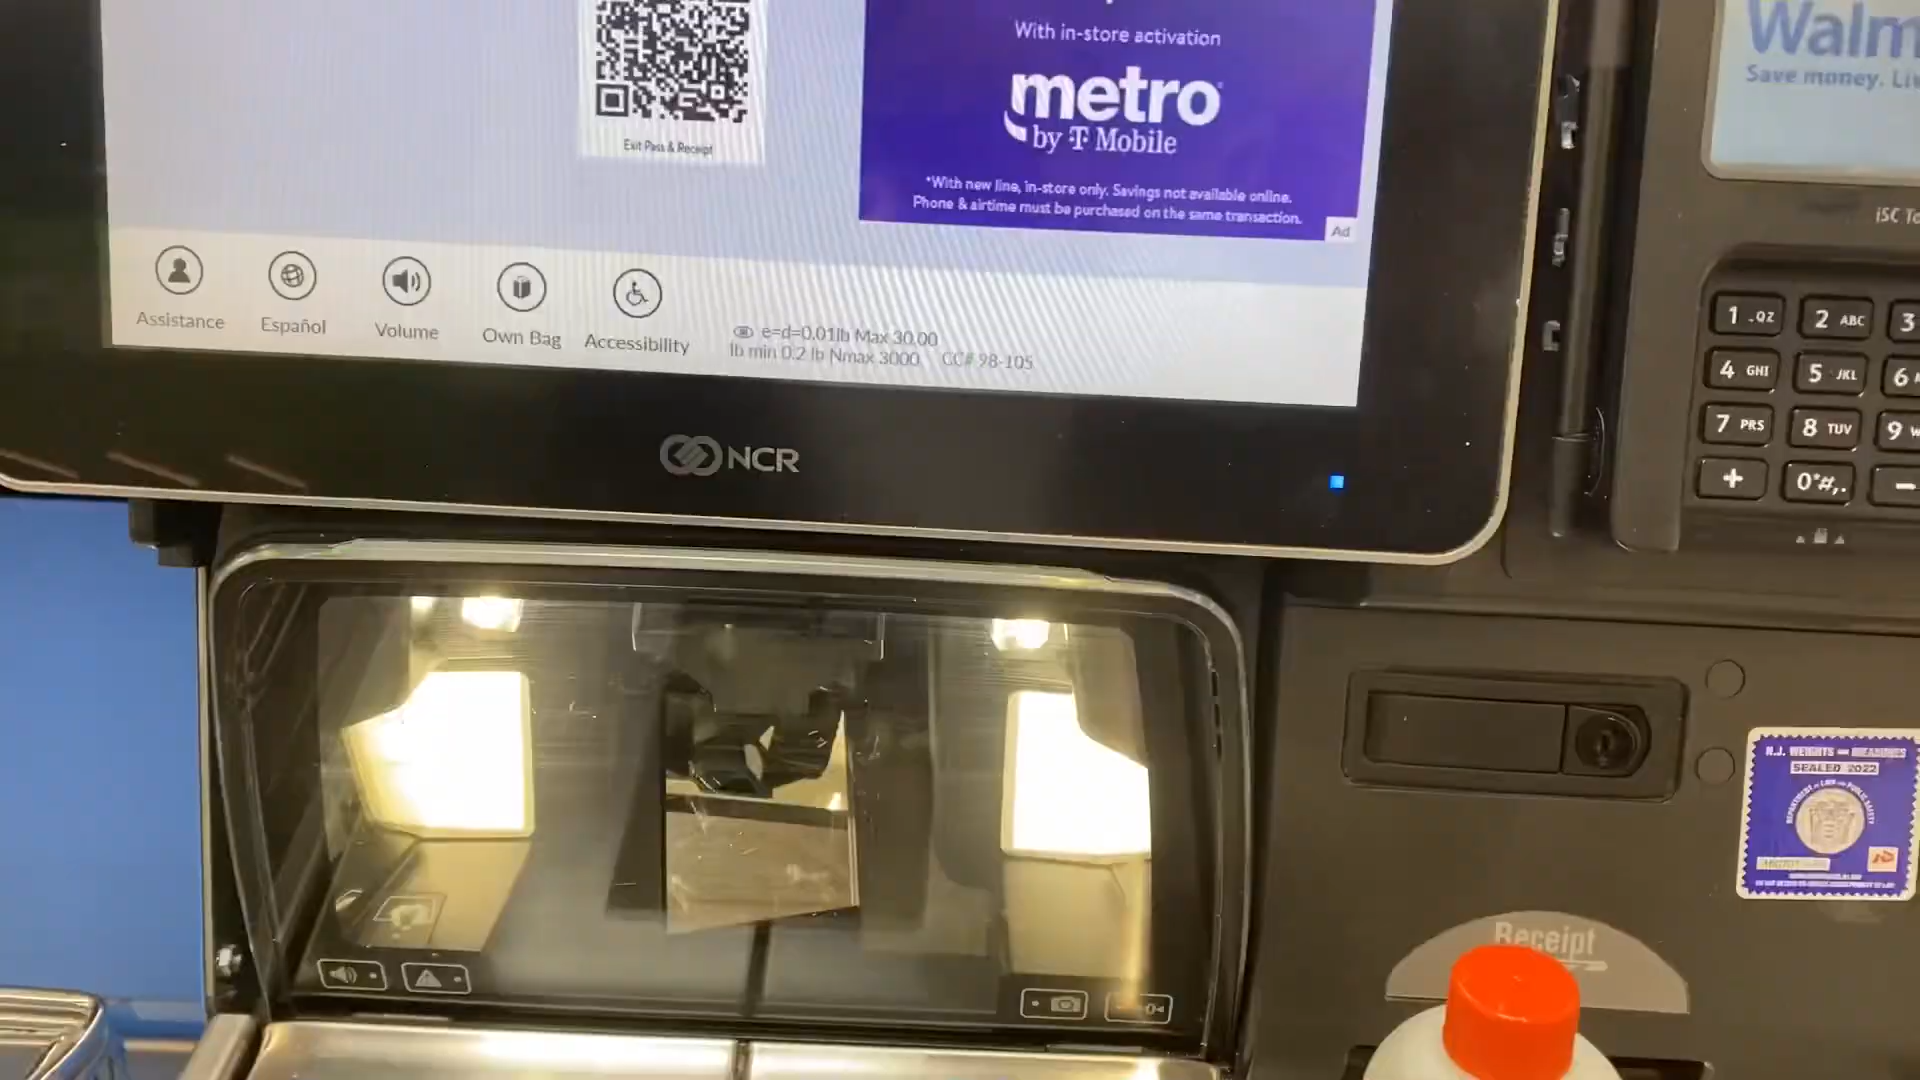 With in-store activation
metro
by T Mobile
*With new line, in-store only. Savings not available online.
Phone & airtime must be purchased on the same transaction.
Ad
Exit Pass & Receipt
Assistance
Español
Volume
Own Bag
Accessibility
e=d=0.01lb Max 30.00
lb min 0.2 lb Nmax 3000 CC# 98-105
NCR
Walm
Save money. Liv
iSC To
1 .QZ
2 ABC
3
4 GHI
5 JKL
6
7 PRS
8 TUV
9 W
+
0*#,.
−
N.J. WEIGHTS AND MEASURES
SEALED 2022
Receipt